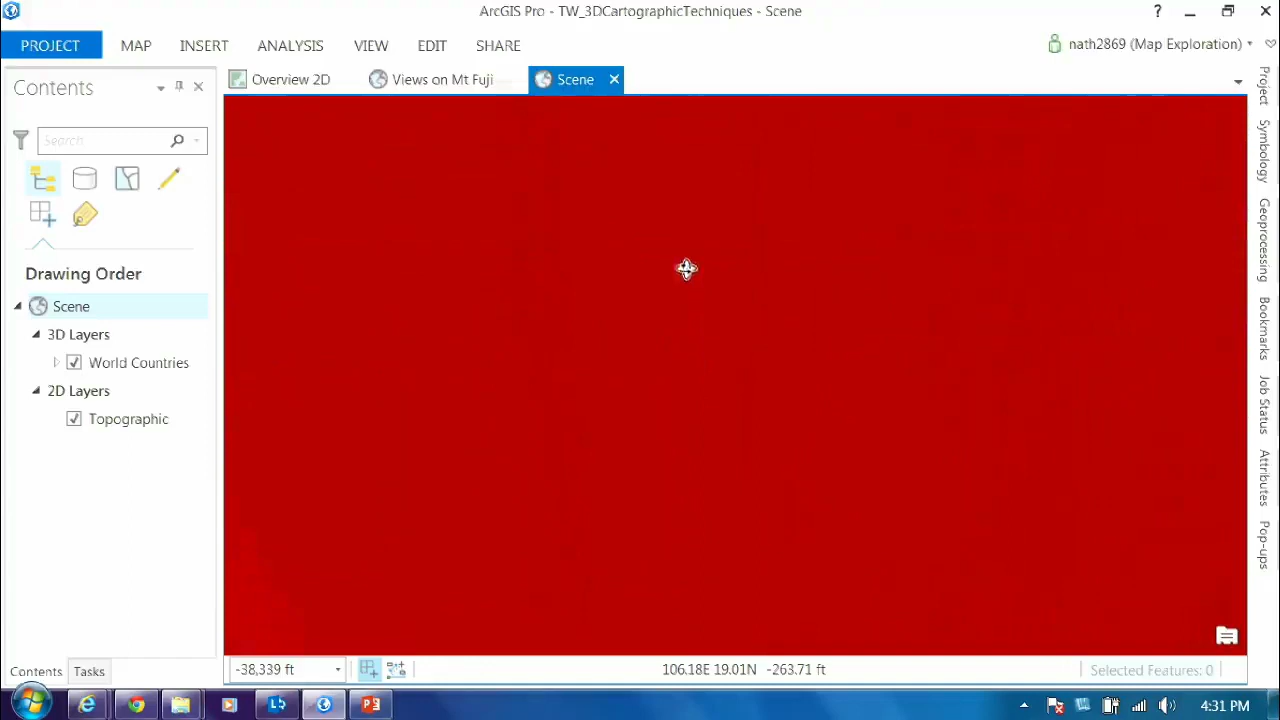 ArcGIS Pro - TW_3DCartographicTechniques - Scene
?
PROJECT MAP INSERT ANALYSIS VIEW EDIT SHARE
nath2869 (Map Exploration)
Contents
Overview 2D Views on Mt Fuji Scene
Search
Drawing Order
Scene
3D Layers
World Countries
2D Layers
Topographic
Project
Symbology
Geoprocessing
Bookmarks
Job Status
Attributes
Pop-ups
Contents Tasks
-38,339 ft
106.18E 19.01N -263.71 ft
Selected Features: 0
4:31 PM